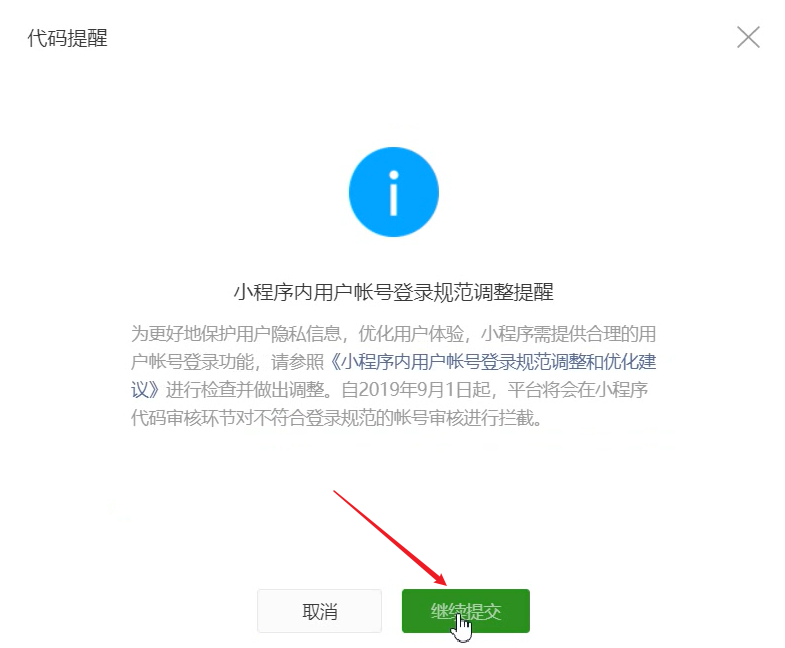 代码提醒
小程序内用户帐号登录规范调整提醒
为更好地保护用户隐私信息，优化用户体验，小程序需提供合理的用
户帐号登录功能，请参照《小程序内用户帐号登录规范调整和优化建
议》进行检查并做出调整。自2019年9月1日起，平台将会在小程序
代码审核环节对不符合登录规范的帐号审核进行拦截。
取消
继续提交